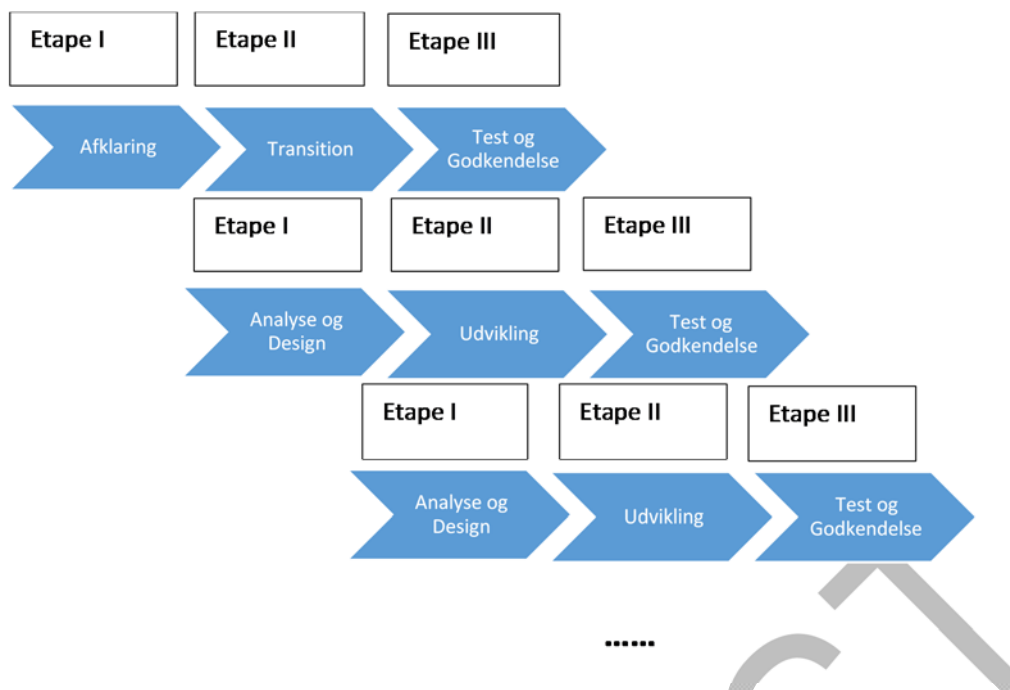 Etape I
Etape II
Etape III
Afklaring
Transition
Test og
Godkendelse
Etape I
Etape II
Etape III
Analyse og
Design
Udvikling
Test og
Godkendelse
Etape I
Etape II
Etape III
Analyse og
Design
Udvikling
Test og
Godkendelse
......